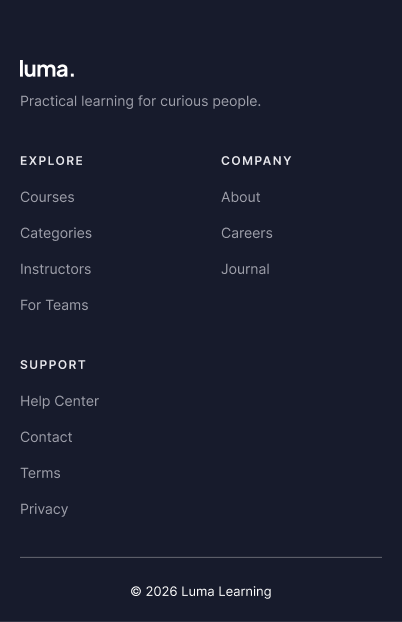 luma.
Practical learning for curious people.
EXPLORE
Courses
Categories
Instructors
For Teams
COMPANY
About
Careers
Journal
SUPPORT
Help Center
Contact
Terms
Privacy
© 2026 Luma Learning